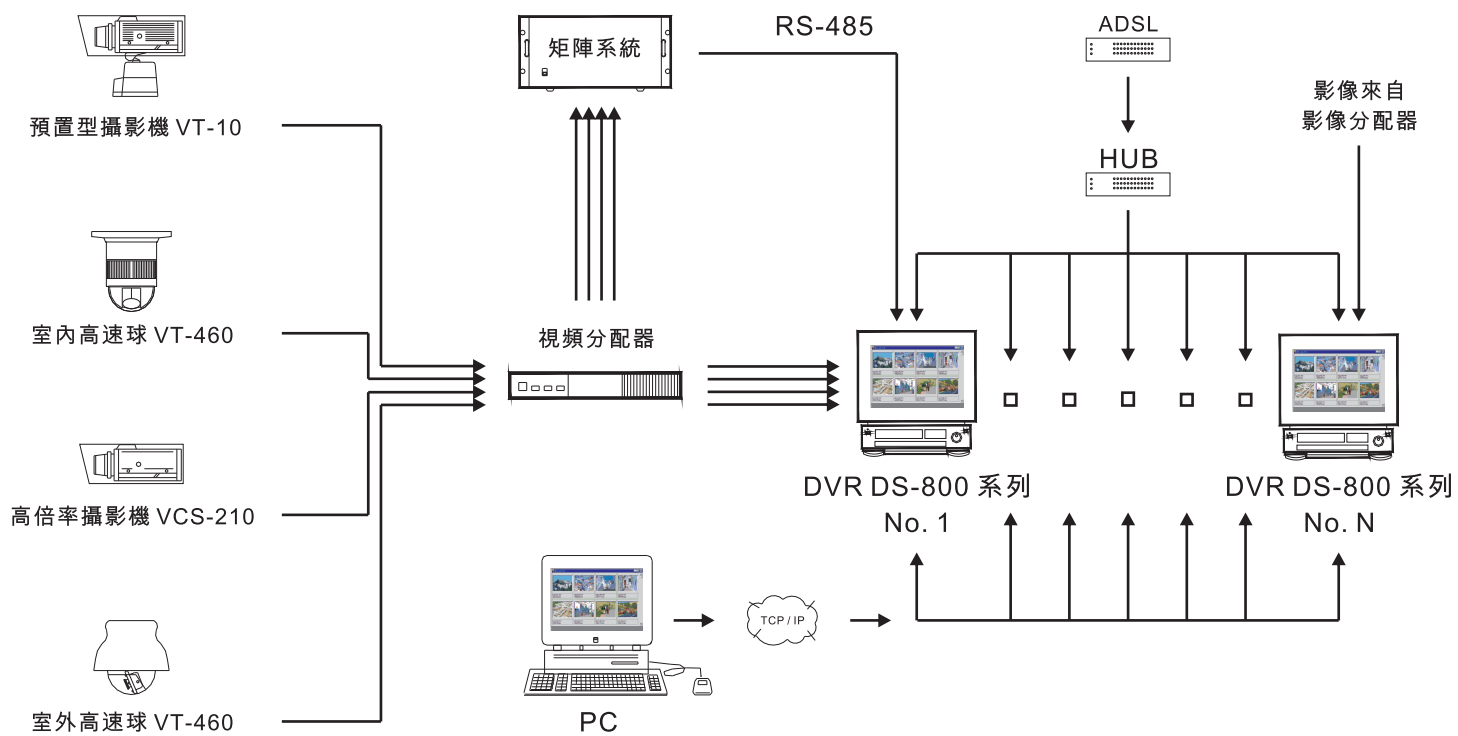 矩陣系統
RS-485
ADSL
影像來自
影像分配器
預置型攝影機 VT-10
HUB
室內高速球 VT-460
視頻分配器
高倍率攝影機 VCS-210
DVR DS-800 系列
No. 1
DVR DS-800 系列
No. N
TCP / IP
室外高速球 VT-460
PC